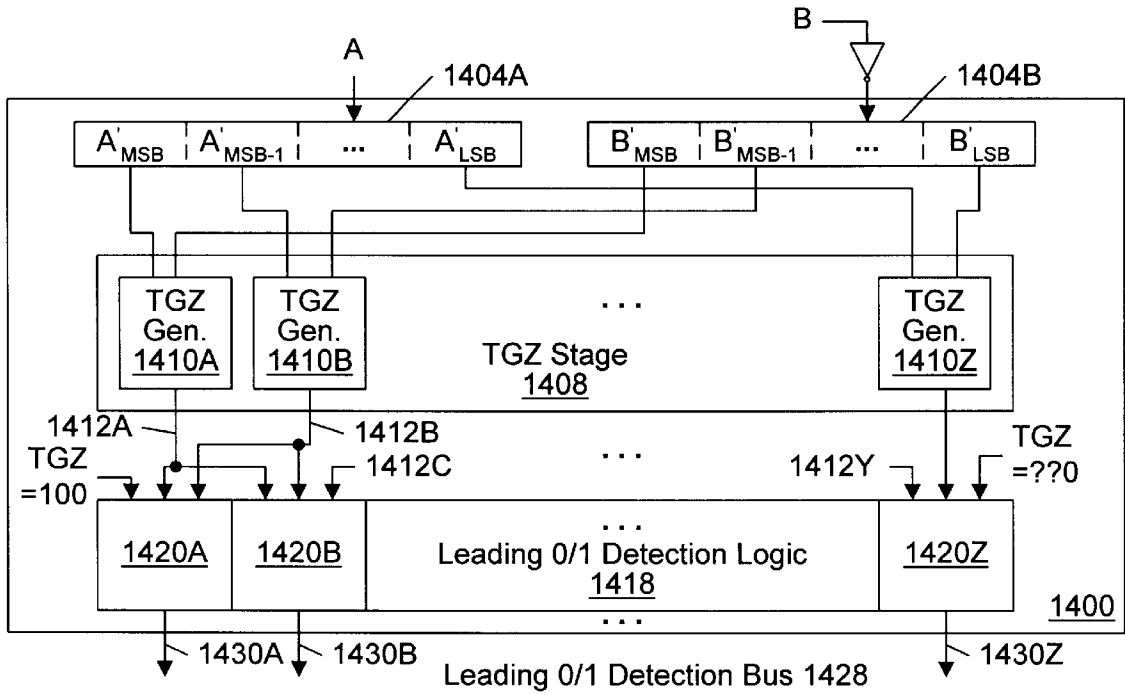 B
A
1404A
1404B
A'MSB A'MSB-1 ... A'LSB
B'MSB B'MSB-1 ... B'LSB
TGZ Gen. 1410A
TGZ Gen. 1410B
...
TGZ Stage
1408
TGZ Gen. 1410Z
1412A
1412B
TGZ =100
1412C
...
1412Y
TGZ =??0
1420A
1420B
...
Leading 0/1 Detection Logic
1418
1420Z
1400
...
1430A
1430B
1430Z
Leading 0/1 Detection Bus 1428